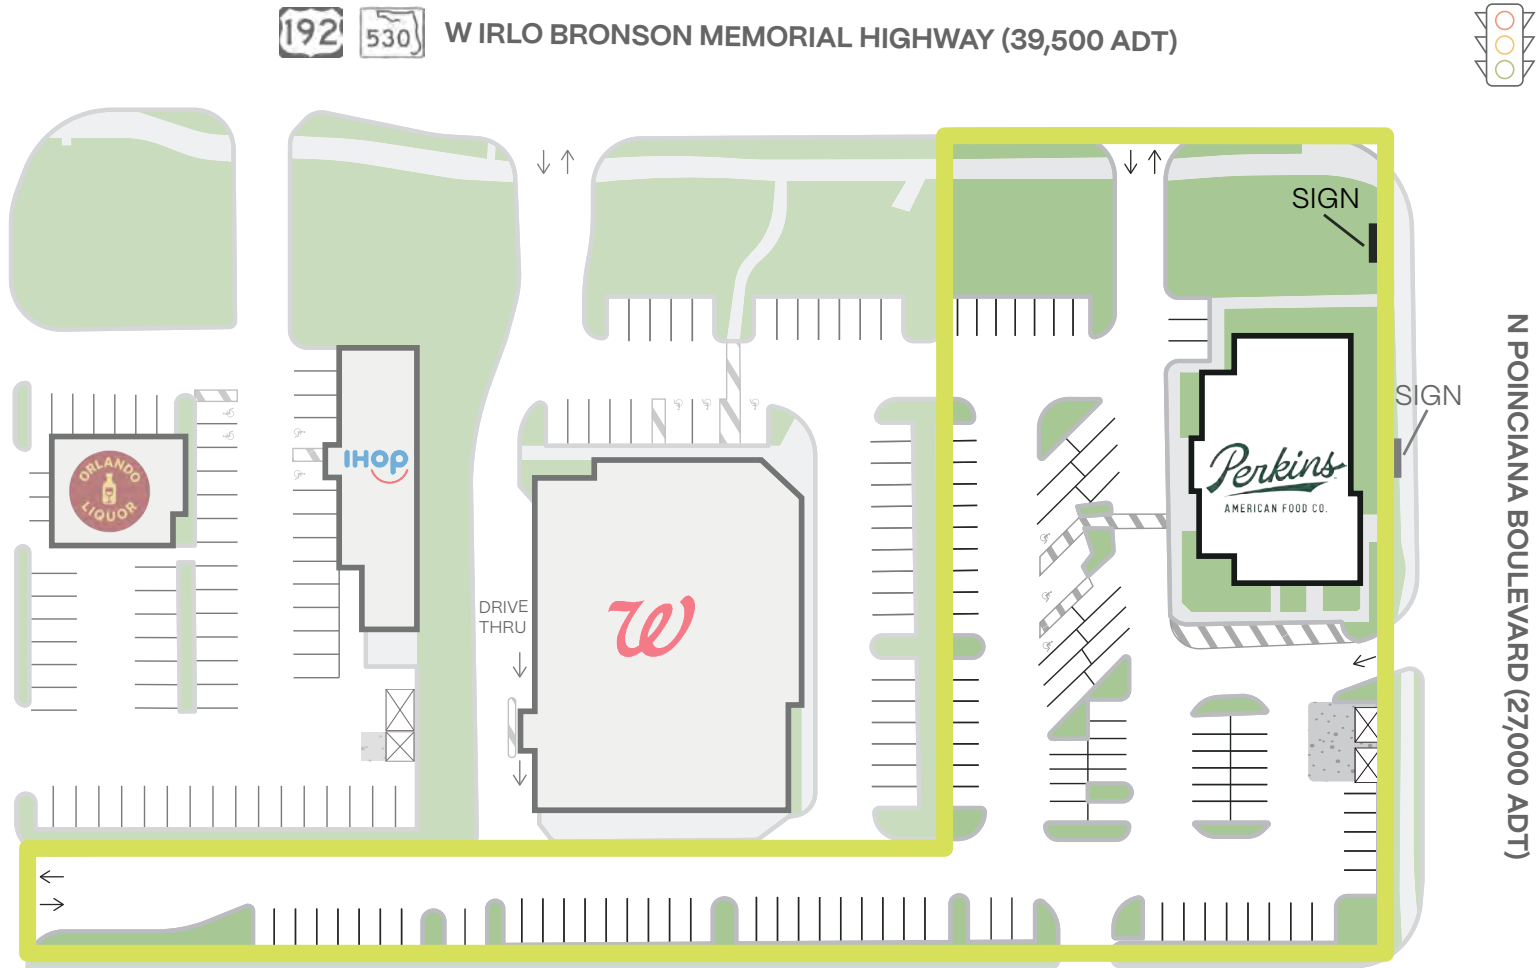 192 530 W IRLO BRONSON MEMORIAL HIGHWAY (39,500 ADT)
SIGN
SIGN
N POINCIANA BOULEVARD (27,000 ADT)
ORLANDO
LIQUOR
IHOP
Perkins
AMERICAN FOOD CO.
DRIVE
THRU
W